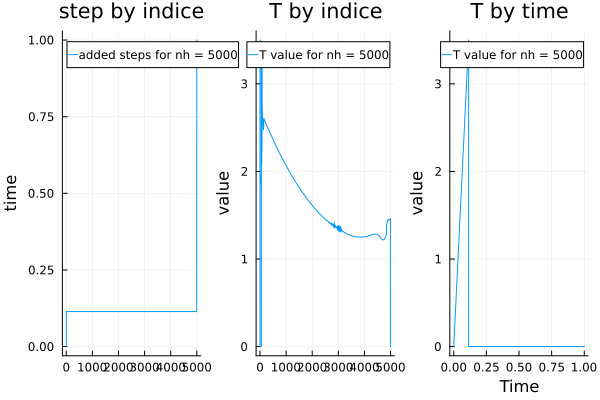 step by indice
T by indice
T by time
added steps for nh = 5000
T value for nh = 5000
T value for nh = 5000
time
1.00
0.75
0.50
0.25
0.00
0 1000 2000 3000 4000 5000
value
3
2
1
0
0 1000 2000 3000 4000 5000
value
3
2
1
0
0.00 0.25 0.50 0.75 1.00
Time